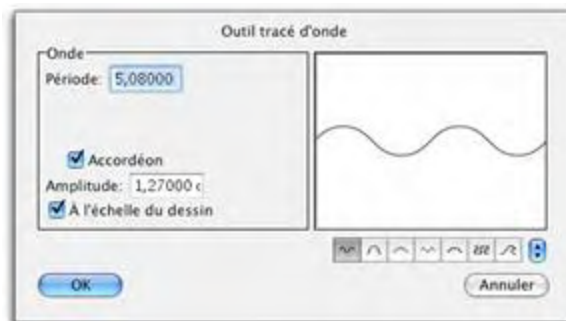 Outil tracé d'onde
Onde
Période: 5,08000
Accordéon
Amplitude: 1,27000 c
À l'échelle du dessin
OK
Annuler